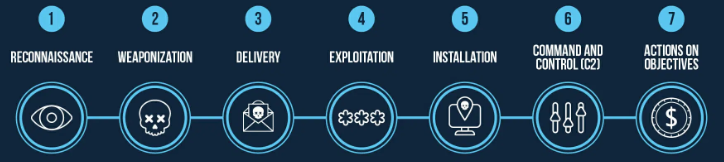 1
RECONNAISSANCE
2
WEAPONIZATION
3
DELIVERY
4
EXPLOITATION
5
INSTALLATION
6
COMMAND AND
CONTROL (C2)
7
ACTIONS ON
OBJECTIVES
***
$